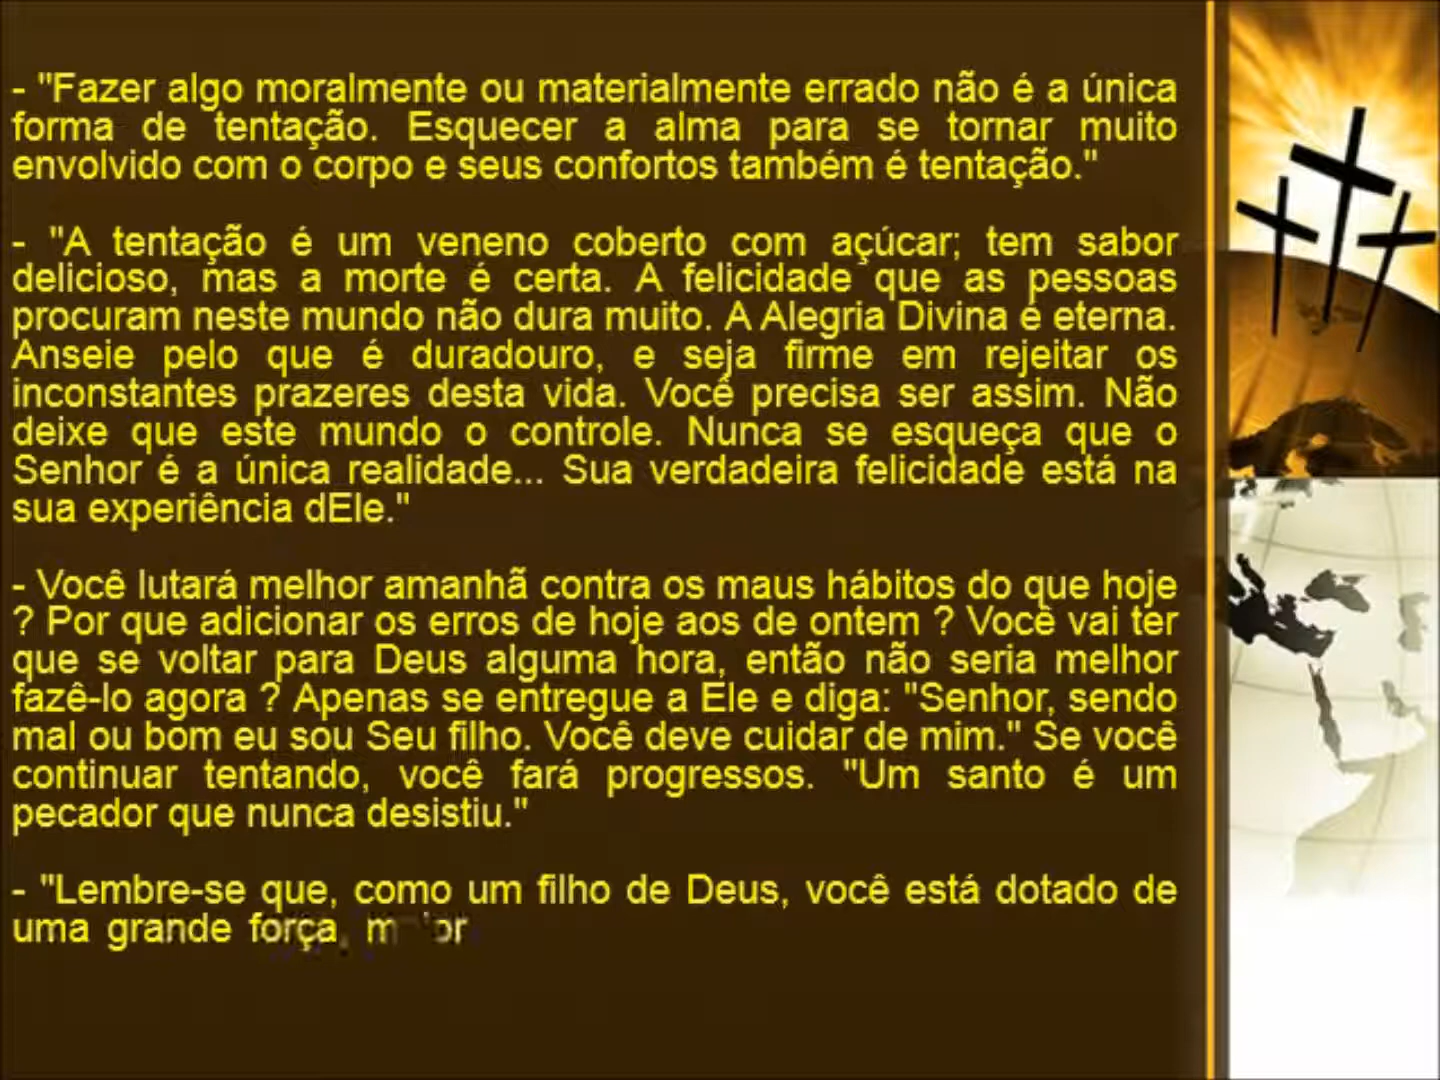 - "Fazer algo moralmente ou materialmente errado não é a única
forma de tentação. Esquecer a alma para se tornar muito
envolvido com o corpo e seus confortos também é tentação."
- "A tentação é um veneno coberto com açúcar; tem sabor
delicioso, mas a morte é certa. A felicidade que as pessoas
procuram neste mundo não dura muito. A Alegria Divina é eterna.
Anseie pelo que é duradouro, e seja firme em rejeitar os
inconstantes prazeres desta vida. Você precisa ser assim. Não
deixe que este mundo o controle. Nunca se esqueça que o
Senhor é a única realidade... Sua verdadeira felicidade está na
sua experiência dEle."
- Você lutará melhor amanhã contra os maus hábitos do que hoje
? Por que adicionar os erros de hoje aos de ontem ? Você vai ter
que se voltar para Deus alguma hora, então não seria melhor
fazê-lo agora ? Apenas se entregue a Ele e diga: "Senhor, sendo
mal ou bom eu sou Seu filho. Você deve cuidar de mim." Se você
continuar tentando, você fará progressos. "Um santo é um
pecador que nunca desistiu."
- "Lembre-se que, como um filho de Deus, você está dotado de
uma grande força,